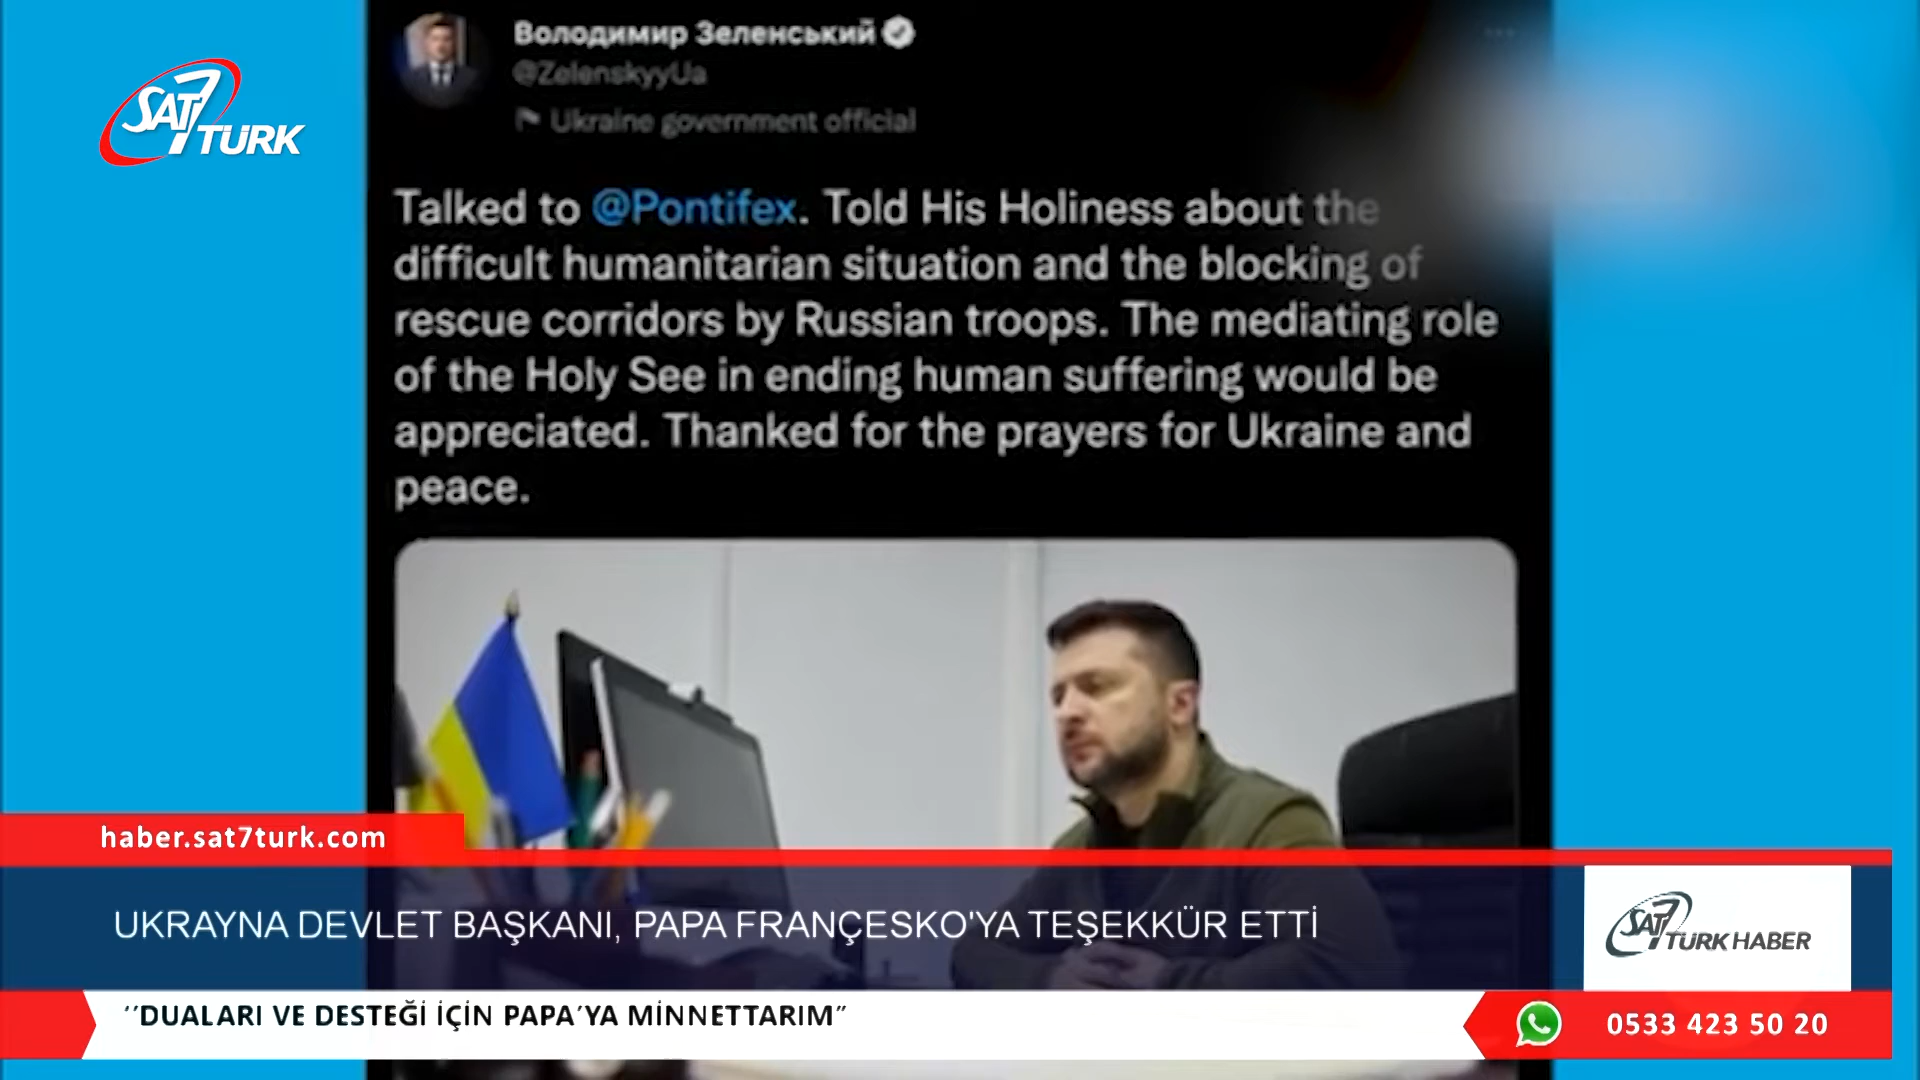 SAT7 TURK
Володимир Зеленський
@ZelenskyyUa
Ukraine government official
Talked to @Pontifex. Told His Holiness about the
difficult humanitarian situation and the blocking of
rescue corridors by Russian troops. The mediating role
of the Holy See in ending human suffering would be
appreciated. Thanked for the prayers for Ukraine and
peace.
haber.sat7turk.com
UKRAYNA DEVLET BAŞKANI, PAPA FRANÇESKO'YA TEŞEKKÜR ETTİ
SAT7 TURK HABER
‘’DUALARI VE DESTEĞİ İÇİN PAPA’YA MİNNETTARIM”
0533 423 50 20